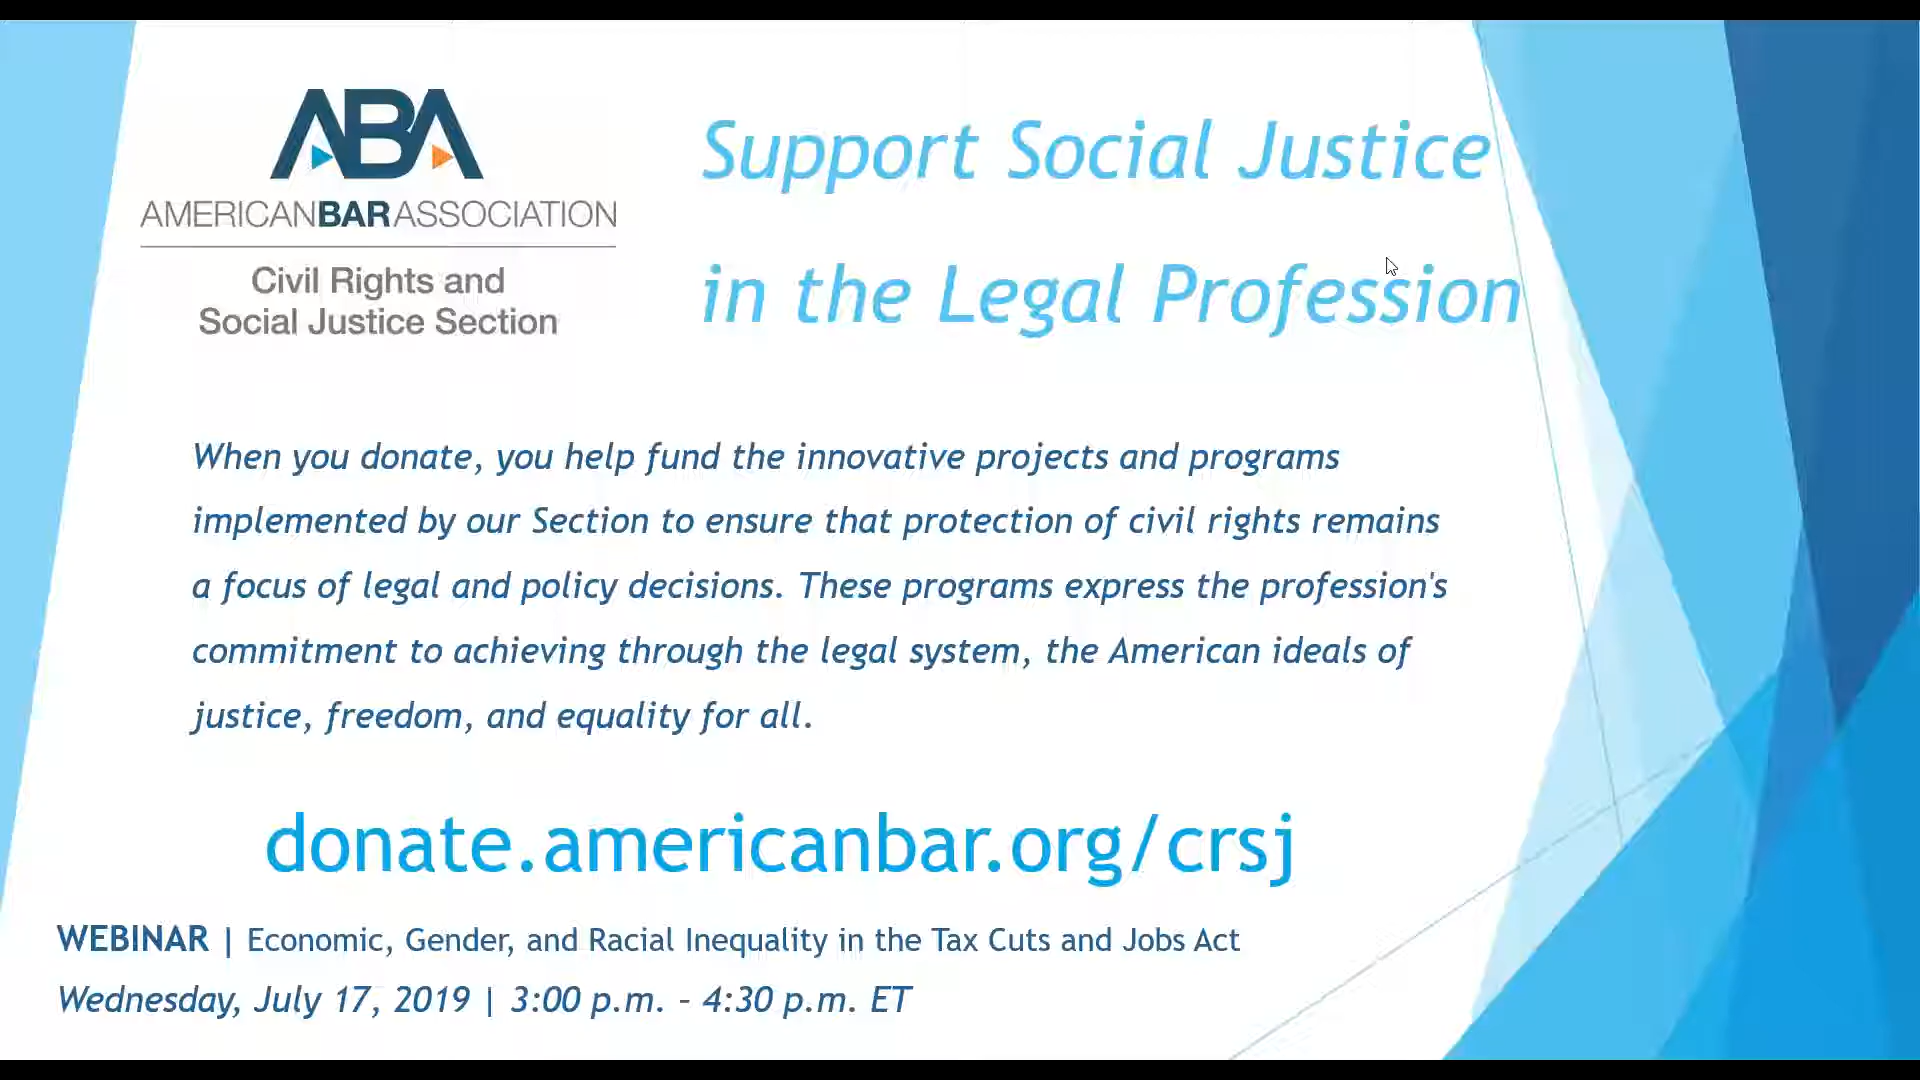 ABA
AMERICANBARASSOCIATION
Civil Rights and
Social Justice Section
Support Social Justice
in the Legal Profession
When you donate, you help fund the innovative projects and programs
implemented by our Section to ensure that protection of civil rights remains
a focus of legal and policy decisions. These programs express the profession's
commitment to achieving through the legal system, the American ideals of
justice, freedom, and equality for all.
donate.americanbar.org/crsj
WEBINAR | Economic, Gender, and Racial Inequality in the Tax Cuts and Jobs Act
Wednesday, July 17, 2019 | 3:00 p.m. – 4:30 p.m. ET